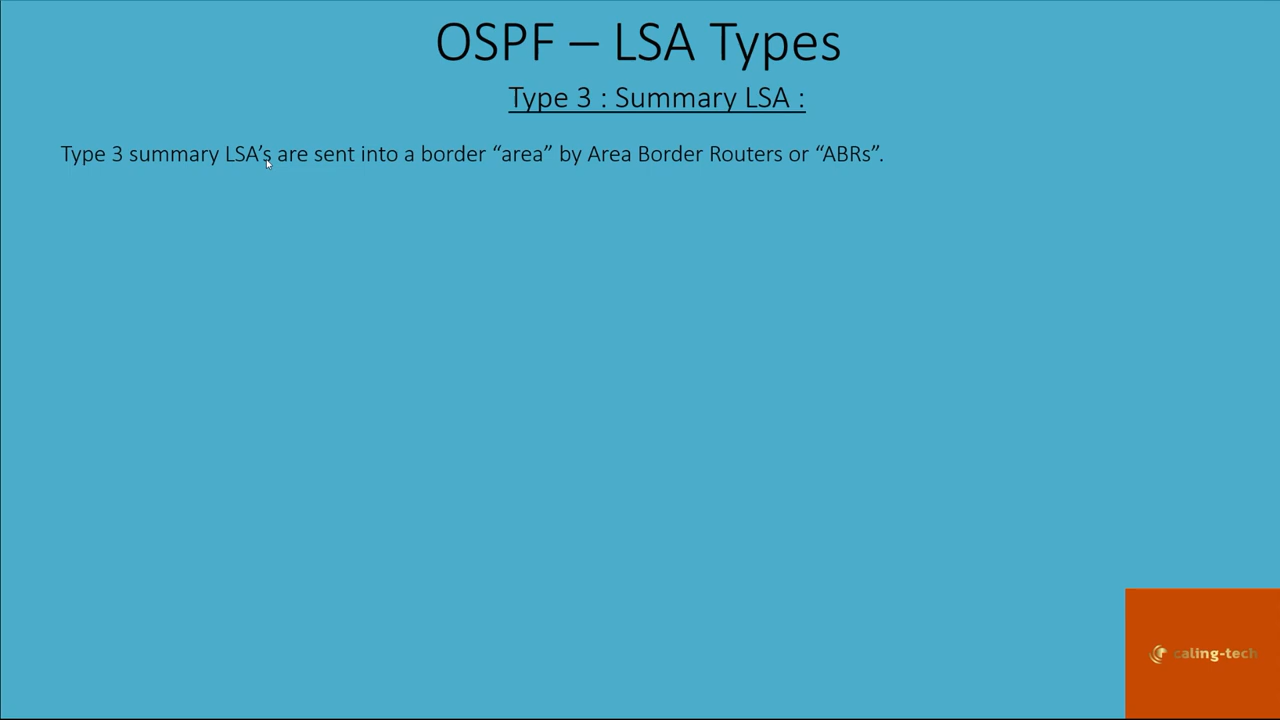 OSPF – LSA Types
Type 3 : Summary LSA :
Type 3 summary LSA’s are sent into a border “area” by Area Border Routers or “ABRs”.
caling-tech